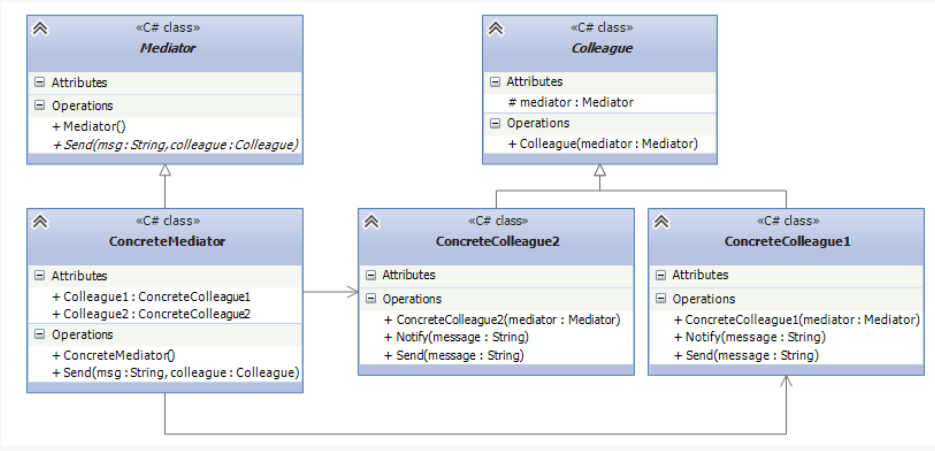 «C# class»
Mediator
Attributes
Operations
+ Mediator()
+ Send(msg : String, colleague : Colleague)
«C# class»
Colleague
Attributes
# mediator : Mediator
Operations
+ Colleague(mediator : Mediator)
«C# class»
ConcreteMediator
Attributes
+ Colleague1 : ConcreteColleague1
+ Colleague2 : ConcreteColleague2
Operations
+ ConcreteMediator()
+ Send(msg : String, colleague : Colleague)
«C# class»
ConcreteColleague2
Attributes
Operations
+ ConcreteColleague2(mediator : Mediator)
+ Notify(message : String)
+ Send(message : String)
«C# class»
ConcreteColleague1
Attributes
Operations
+ ConcreteColleague1(mediator : Mediator)
+ Notify(message : String)
+ Send(message : String)